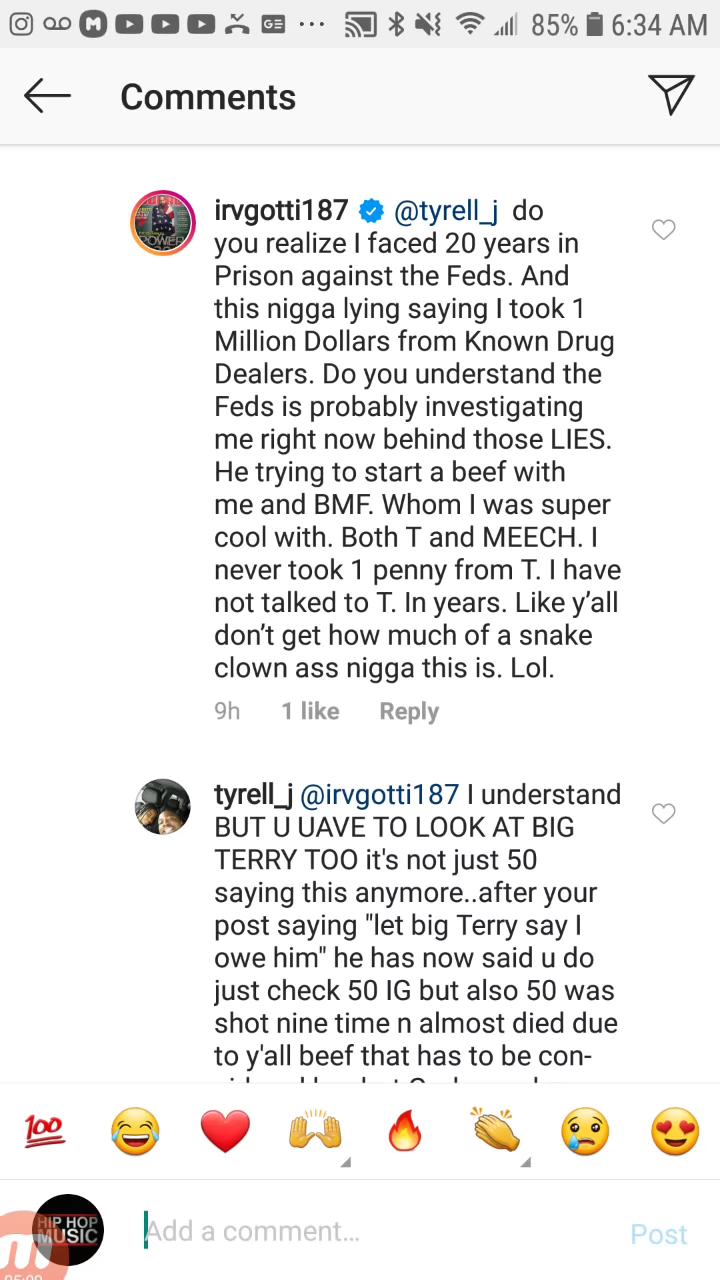 85% 6:34 AM
Comments
irvgotti187 @tyrell_j do
you realize I faced 20 years in
Prison against the Feds. And
this nigga lying saying I took 1
Million Dollars from Known Drug
Dealers. Do you understand the
Feds is probably investigating
me right now behind those LIES.
He trying to start a beef with
me and BMF. Whom I was super
cool with. Both T and MEECH. I
never took 1 penny from T. I have
not talked to T. In years. Like y’all
don’t get how much of a snake
clown ass nigga this is. Lol.
9h 1 like Reply
tyrell_j @irvgotti187 I understand
BUT U UAVE TO LOOK AT BIG
TERRY TOO it's not just 50
saying this anymore..after your
post saying "let big Terry say I
owe him" he has now said u do
just check 50 IG but also 50 was
shot nine time n almost died due
to y'all beef that has to be con-
HIP HOP
MUSIC
Add a comment...
Post